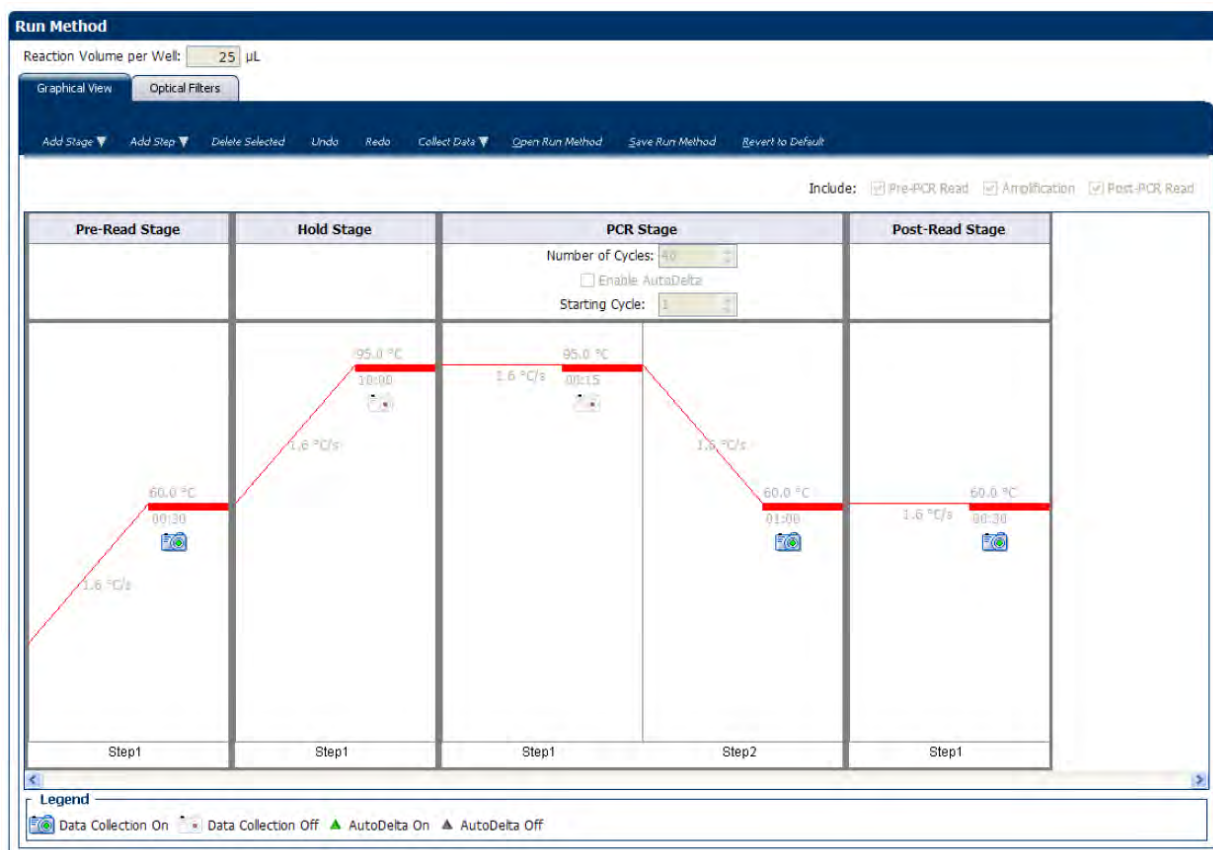 Run Method
Reaction Volume per Well: 25 µL
Graphical View Optical Filters
Add Stage ▼ Add Step ▼ Delete Selected Undo Redo Collect Data ▼ Open Run Method Save Run Method Revert to Default
Include: Pre-PCR Read Amplification Post-PCR Read
Pre-Read Stage Hold Stage PCR Stage Post-Read Stage
Number of Cycles: 40
Enable AutoDelta
Starting Cycle: 1
95.0 °C 95.0 °C
1.6 °C/s
10:00 00:15
1.6 °C/s 1.6 °C/s
60.0 °C 60.0 °C 60.0 °C
00:30 01:00 1.6 °C/s 00:30
1.6 °C/s
Step1 Step1 Step1 Step2 Step1
Legend
Data Collection On Data Collection Off AutoDelta On AutoDelta Off